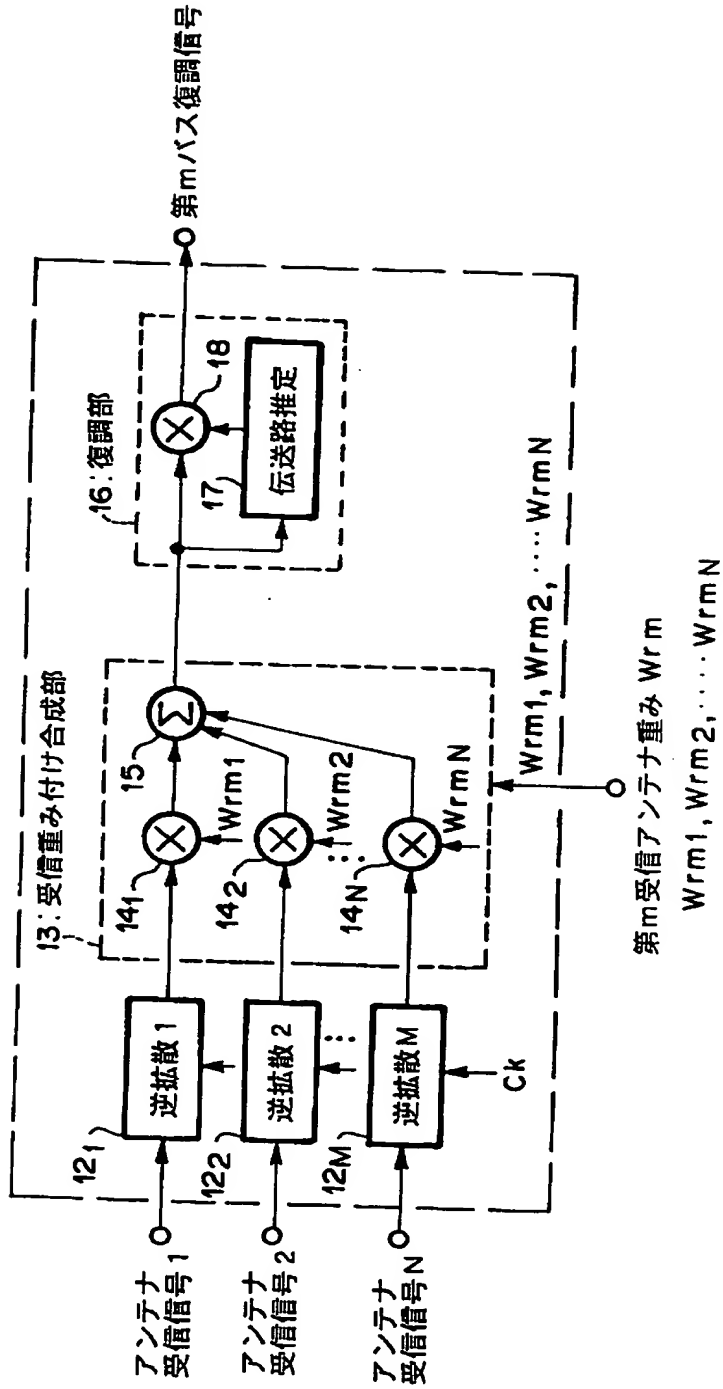 アンテナ
受信信号1
アンテナ
受信信号2
アンテナ
受信信号N
12₁
逆拡散1
12₂
逆拡散2
12M
逆拡散M
Ck
13:受信重み付け合成部
14₁
Wrm1
14₂
Wrm2
14N
WrmN
15
Σ
16:復調部
17
伝送路推定
18
第mパス復調信号
Wrm1, Wrm2, ‥‥ WrmN
第m受信アンテナ重み Wrm
Wrm1, Wrm2, ‥‥ WrmN